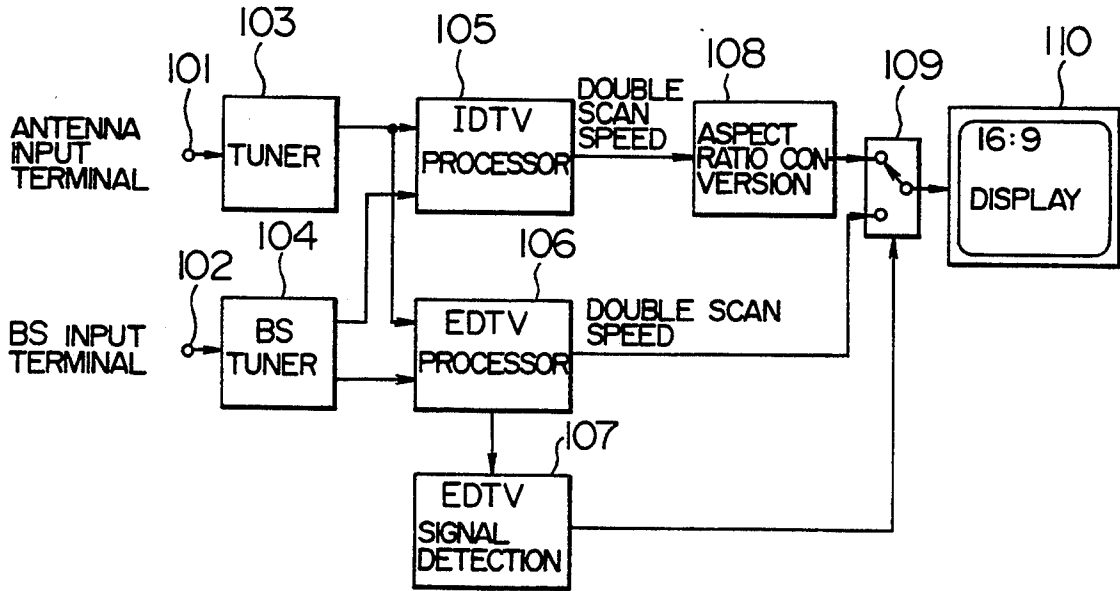 103
101
ANTENNA
INPUT
TERMINAL
TUNER
105
IDTV
PROCESSOR
DOUBLE
SCAN
SPEED
108
ASPECT
RATIO CON
VERSION
109
110
16:9
DISPLAY
102
BS INPUT
TERMINAL
104
BS
TUNER
106
EDTV
PROCESSOR
DOUBLE SCAN
SPEED
107
EDTV
SIGNAL
DETECTION